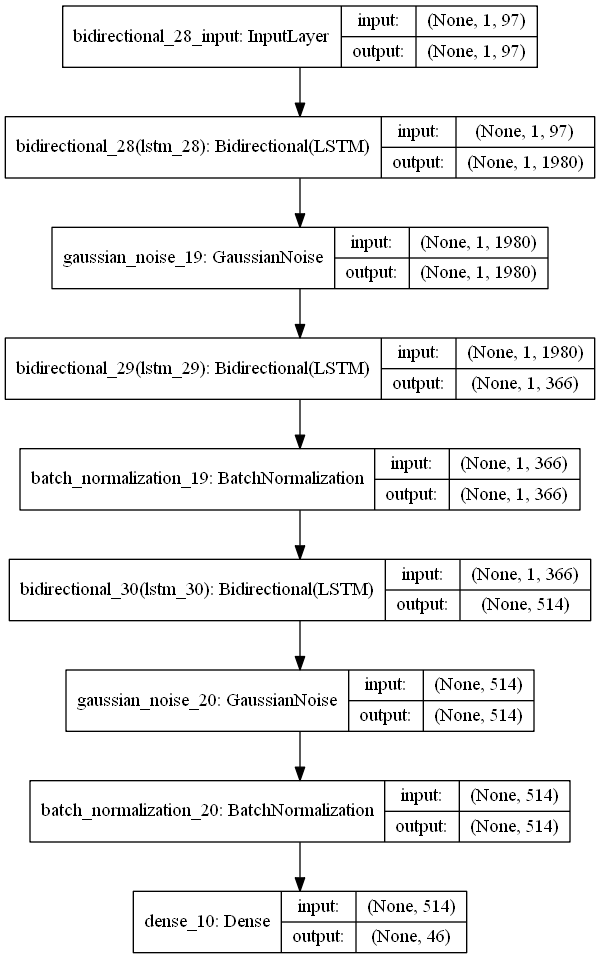 bidirectional_28_input: InputLayer
input: (None, 1, 97)
output: (None, 1, 97)
bidirectional_28(lstm_28): Bidirectional(LSTM)
input: (None, 1, 97)
output: (None, 1, 1980)
gaussian_noise_19: GaussianNoise
input: (None, 1, 1980)
output: (None, 1, 1980)
bidirectional_29(lstm_29): Bidirectional(LSTM)
input: (None, 1, 1980)
output: (None, 1, 366)
batch_normalization_19: BatchNormalization
input: (None, 1, 366)
output: (None, 1, 366)
bidirectional_30(lstm_30): Bidirectional(LSTM)
input: (None, 1, 366)
output: (None, 514)
gaussian_noise_20: GaussianNoise
input: (None, 514)
output: (None, 514)
batch_normalization_20: BatchNormalization
input: (None, 514)
output: (None, 514)
dense_10: Dense
input: (None, 514)
output: (None, 46)